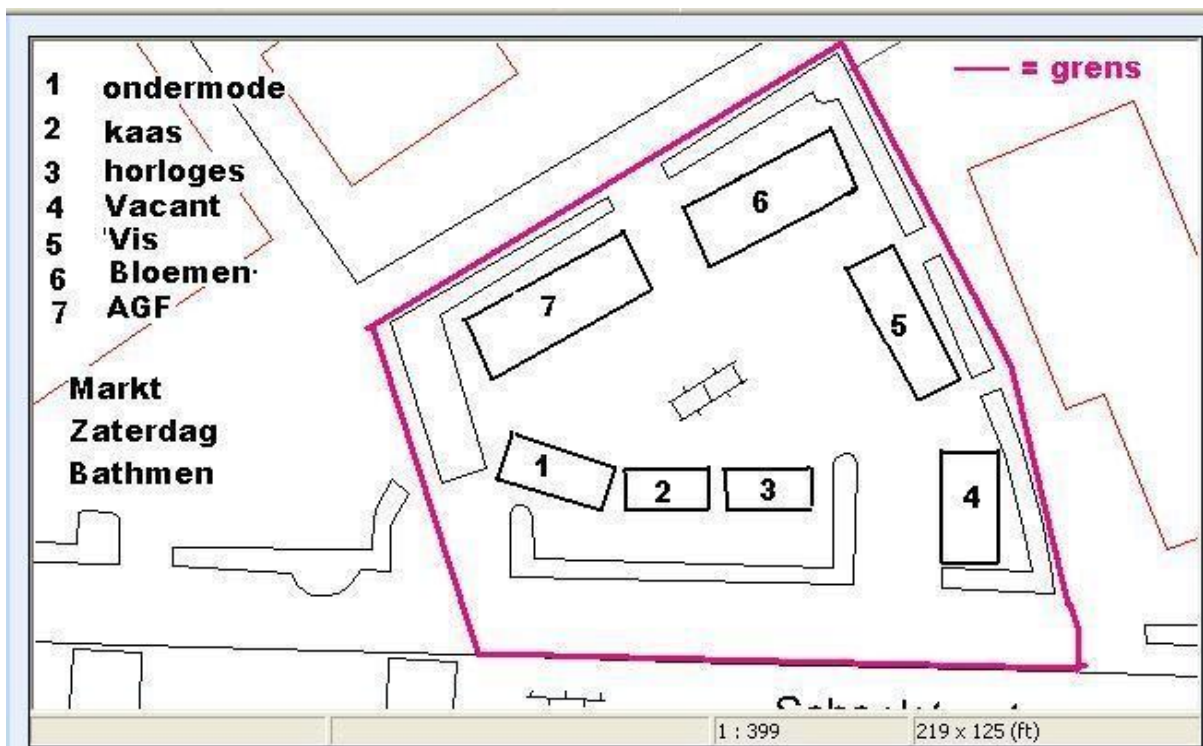 1 ondermode
2 kaas
3 horloges
4 Vacant
5 'Vis
6 Bloemen-
7 AGF
= grens
Markt
Zaterdag
Bathmen
6
7
5
1
2
3
4
1 : 399
219 x 125 (ft)